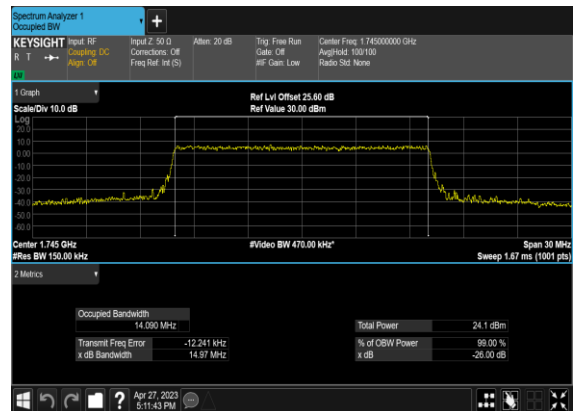 Spectrum Analyzer 1
Occupied BW
KEYSIGHT Input: RF Input Z: 50 Ω Atten: 20 dB Trig: Free Run Center Freq: 1.745000000 GHz
R T Coupling: DC Corrections: Off Gate: Off Avg|Hold: 100/100
Align: Off Freq Ref: Int (S) #IF Gain: Low Radio Std: None
1 Graph
Ref Lvl Offset 25.60 dB
Scale/Div 10.0 dB Ref Value 30.00 dBm
Log
20.0
10.0
0.00
-10.0
-20.0
-30.0
-40.0
-50.0
-60.0
Center 1.745 GHz #Video BW 470.00 kHz* Span 30 MHz
#Res BW 150.00 kHz Sweep 1.67 ms (1001 pts)
2 Metrics
Occupied Bandwidth
14.090 MHz Total Power 24.1 dBm
Transmit Freq Error -12.241 kHz % of OBW Power 99.00 %
x dB Bandwidth 14.97 MHz x dB -26.00 dB
? Apr 27, 2023
5:11:43 PM